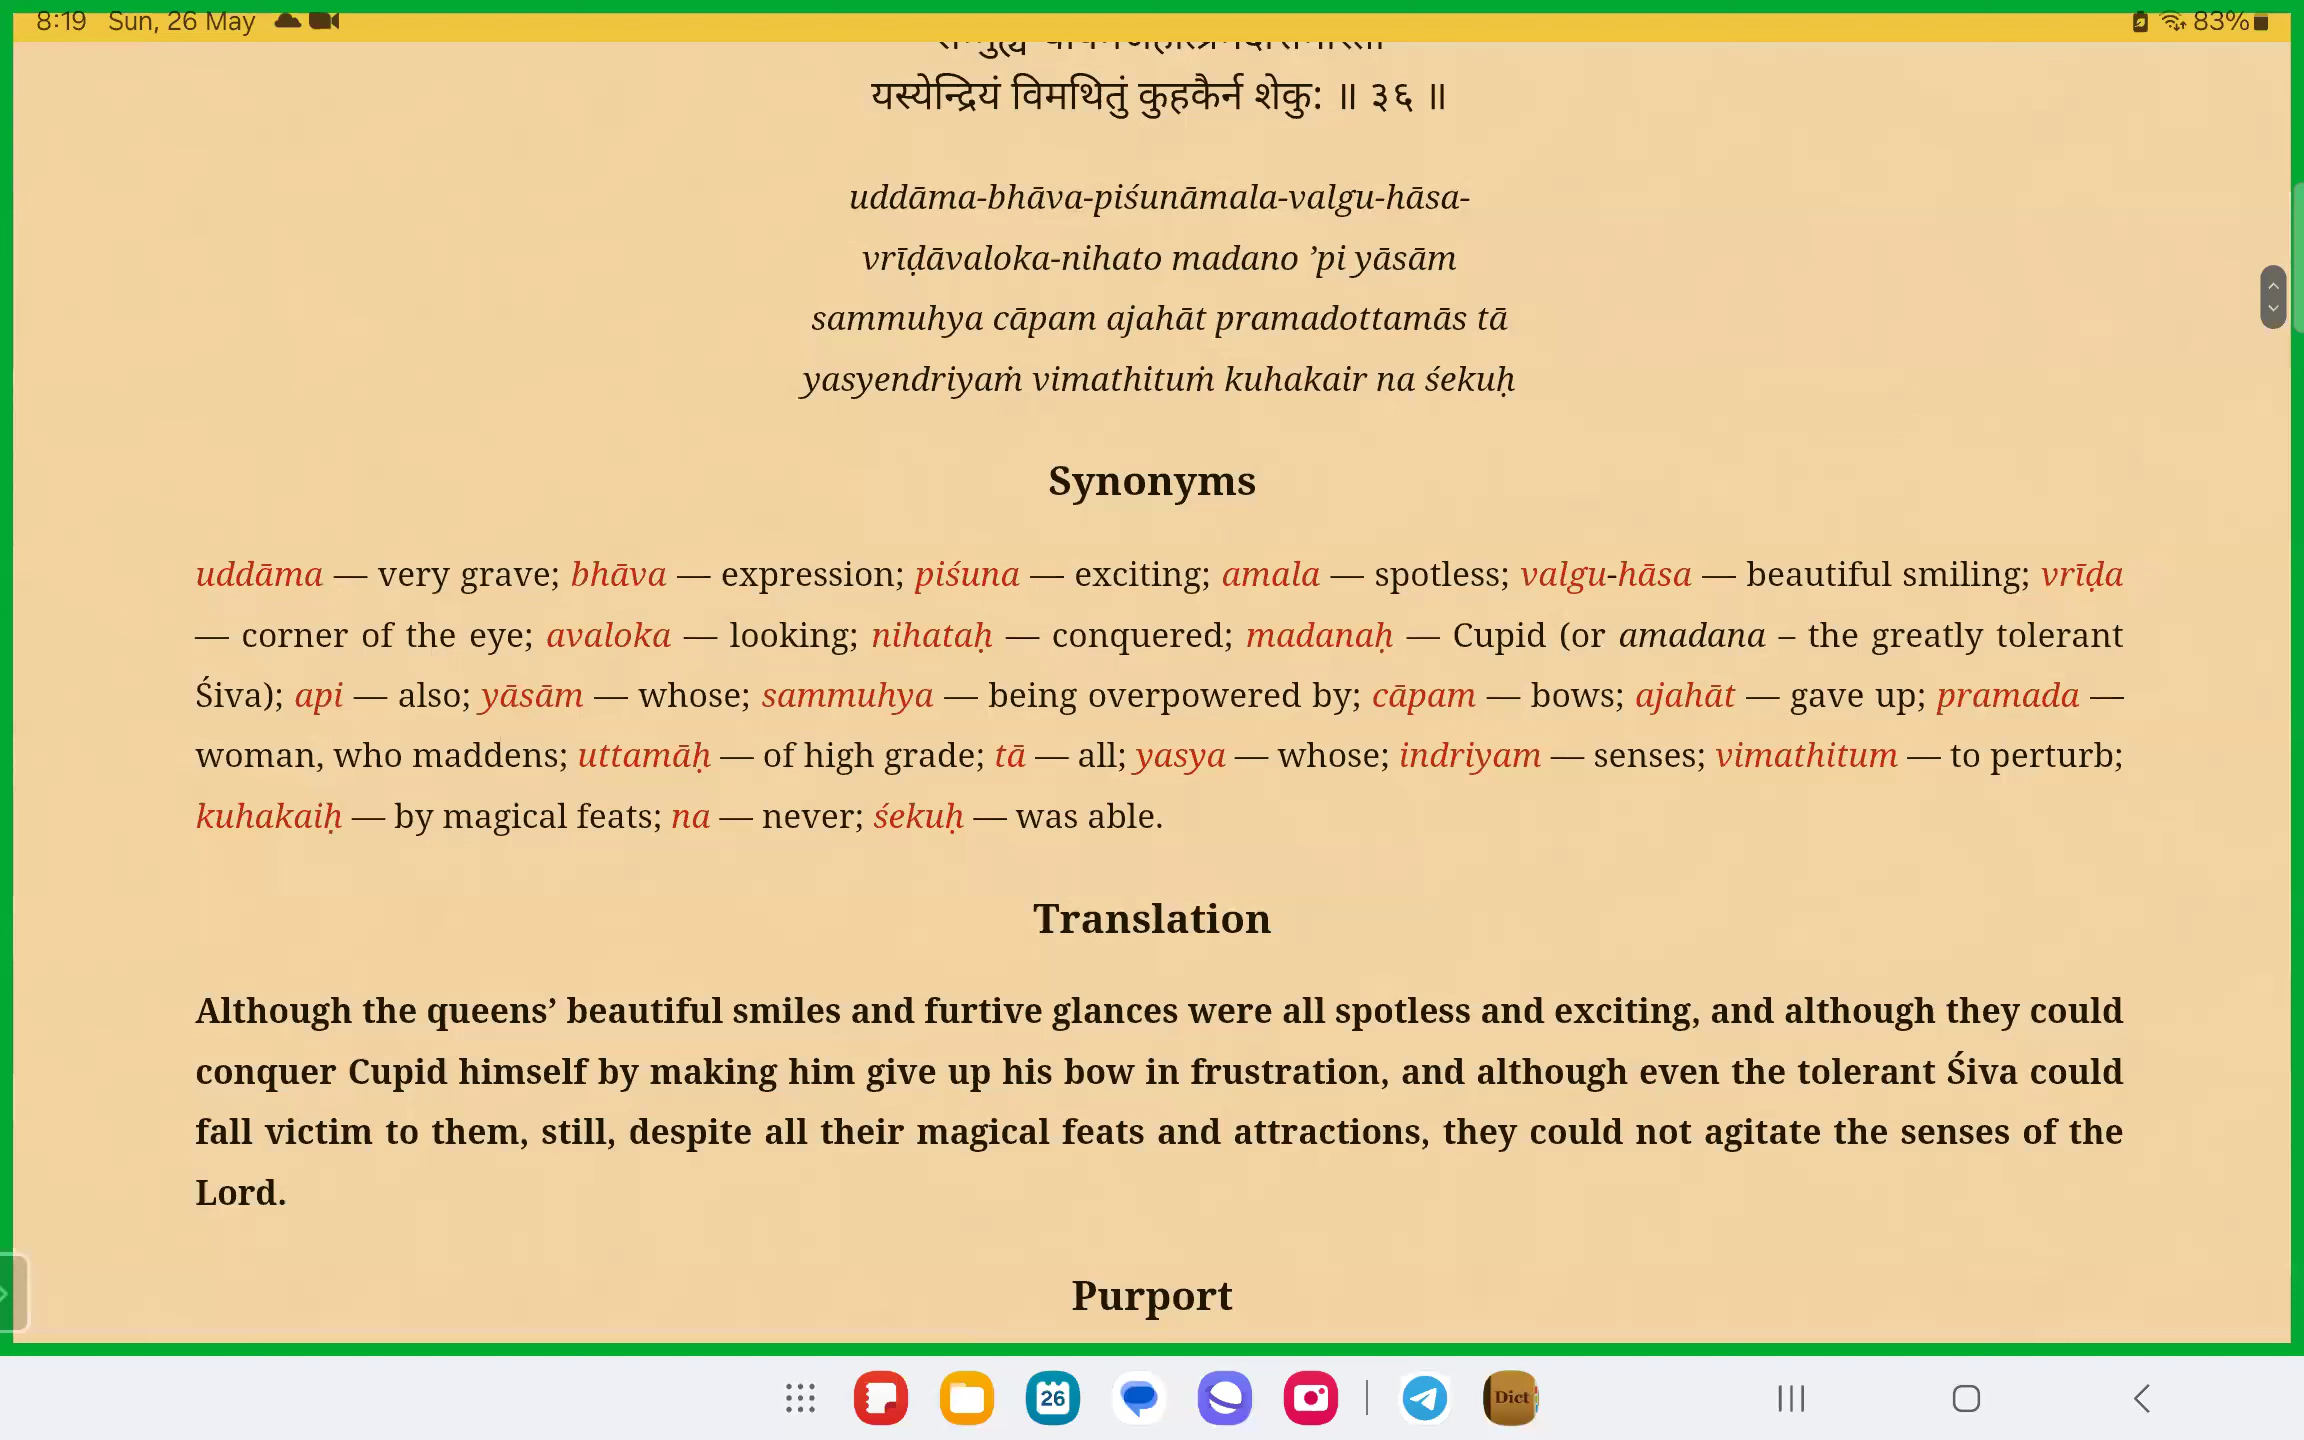 8:19 Sun, 26 May 83%
यस्येन्द्रियं विमथितुं कुहकैर्न शेकु: ॥ ३६ ॥
uddāma-bhāva-piśunāmala-valgu-hāsa-
vrīḍāvaloka-nihato madano ’pi yāsām
sammuhya cāpam ajahāt pramadottamās tā
yasyendriyaṁ vimathituṁ kuhakair na śekuḥ
Synonyms
uddāma — very grave; bhāva — expression; piśuna — exciting; amala — spotless; valgu-hāsa — beautiful smiling; vrīḍa
— corner of the eye; avaloka — looking; nihataḥ — conquered; madanaḥ — Cupid (or amadana – the greatly tolerant
Śiva); api — also; yāsām — whose; sammuhya — being overpowered by; cāpam — bows; ajahāt — gave up; pramada —
woman, who maddens; uttamāḥ — of high grade; tā — all; yasya — whose; indriyam — senses; vimathitum — to perturb;
kuhakaiḥ — by magical feats; na — never; śekuḥ — was able.
Translation
Although the queens’ beautiful smiles and furtive glances were all spotless and exciting, and although they could
conquer Cupid himself by making him give up his bow in frustration, and although even the tolerant Śiva could
fall victim to them, still, despite all their magical feats and attractions, they could not agitate the senses of the
Lord.
Purport
26
Dict